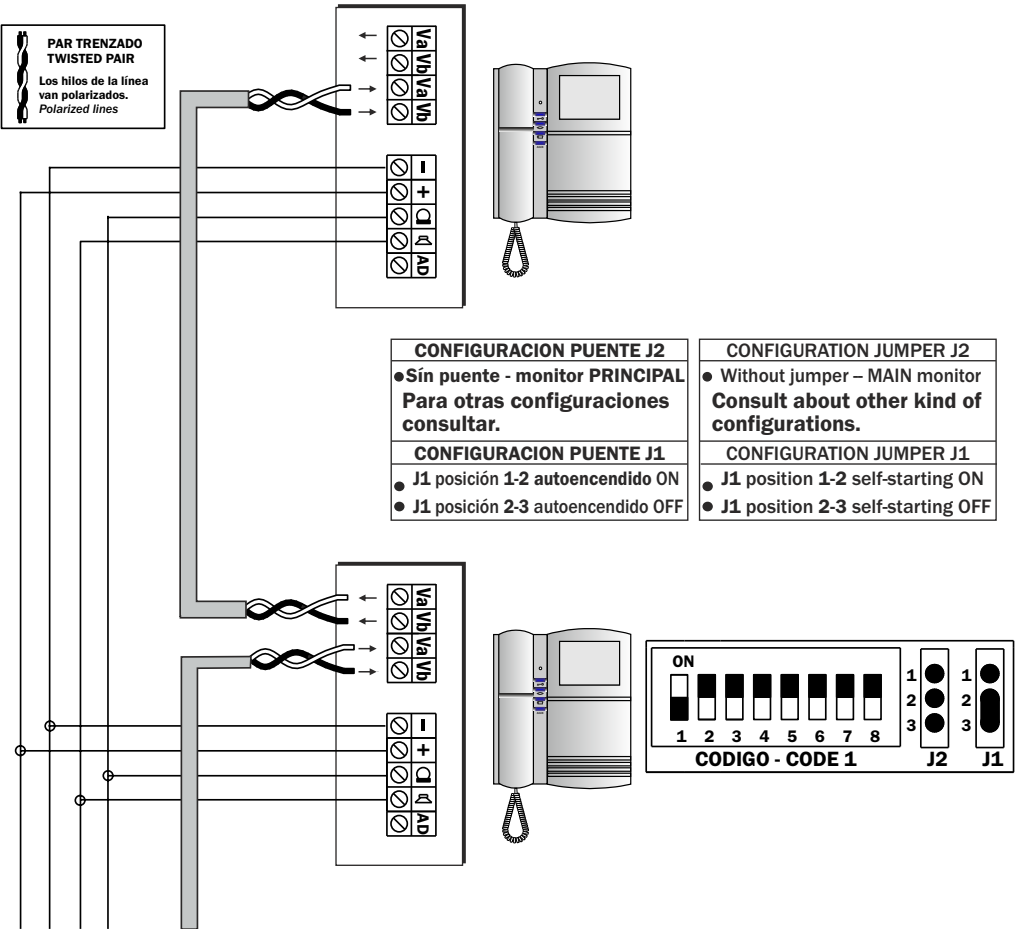 PAR TRENZADO
TWISTED PAIR
Los hilos de la línea
van polarizados.
Polarized lines
Va
Vb
Va
Vb
–
+
AD
CONFIGURACION PUENTE J2
● Sín puente - monitor PRINCIPAL
Para otras configuraciones
consultar.
CONFIGURACION PUENTE J1
● J1 posición 1-2 autoencendido ON
● J1 posición 2-3 autoencendido OFF
CONFIGURATION JUMPER J2
● Without jumper – MAIN monitor
Consult about other kind of
configurations.
CONFIGURATION JUMPER J1
● J1 position 1-2 self-starting ON
● J1 position 2-3 self-starting OFF
Va
Vb
Va
Vb
–
+
AD
ON
1 2 3 4 5 6 7 8
CODIGO - CODE 1
1
2
3
J2
1
2
3
J1